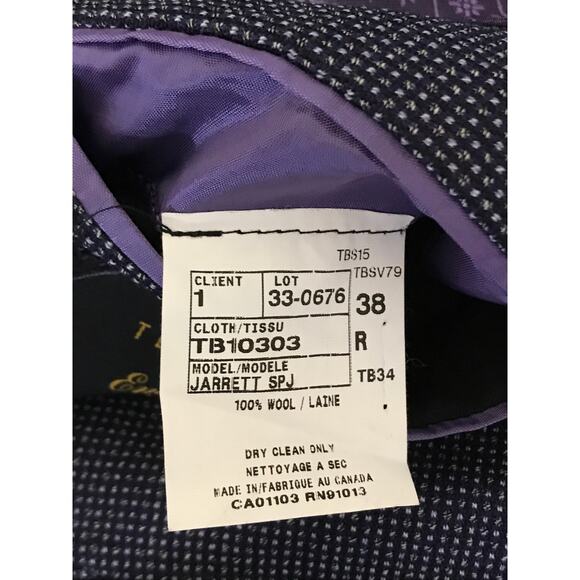 TBS15
TBSV79
CLIENT LOT
1 33-0676 38
CLOTH/TISSU
TB10303 R
MODEL/MODELE
JARRETT SPJ TB34
100% WOOL / LAINE
DRY CLEAN ONLY
NETTOYAGE A SEC
MADE IN/FABRIQUE AU CANADA
CA01103 RN91013